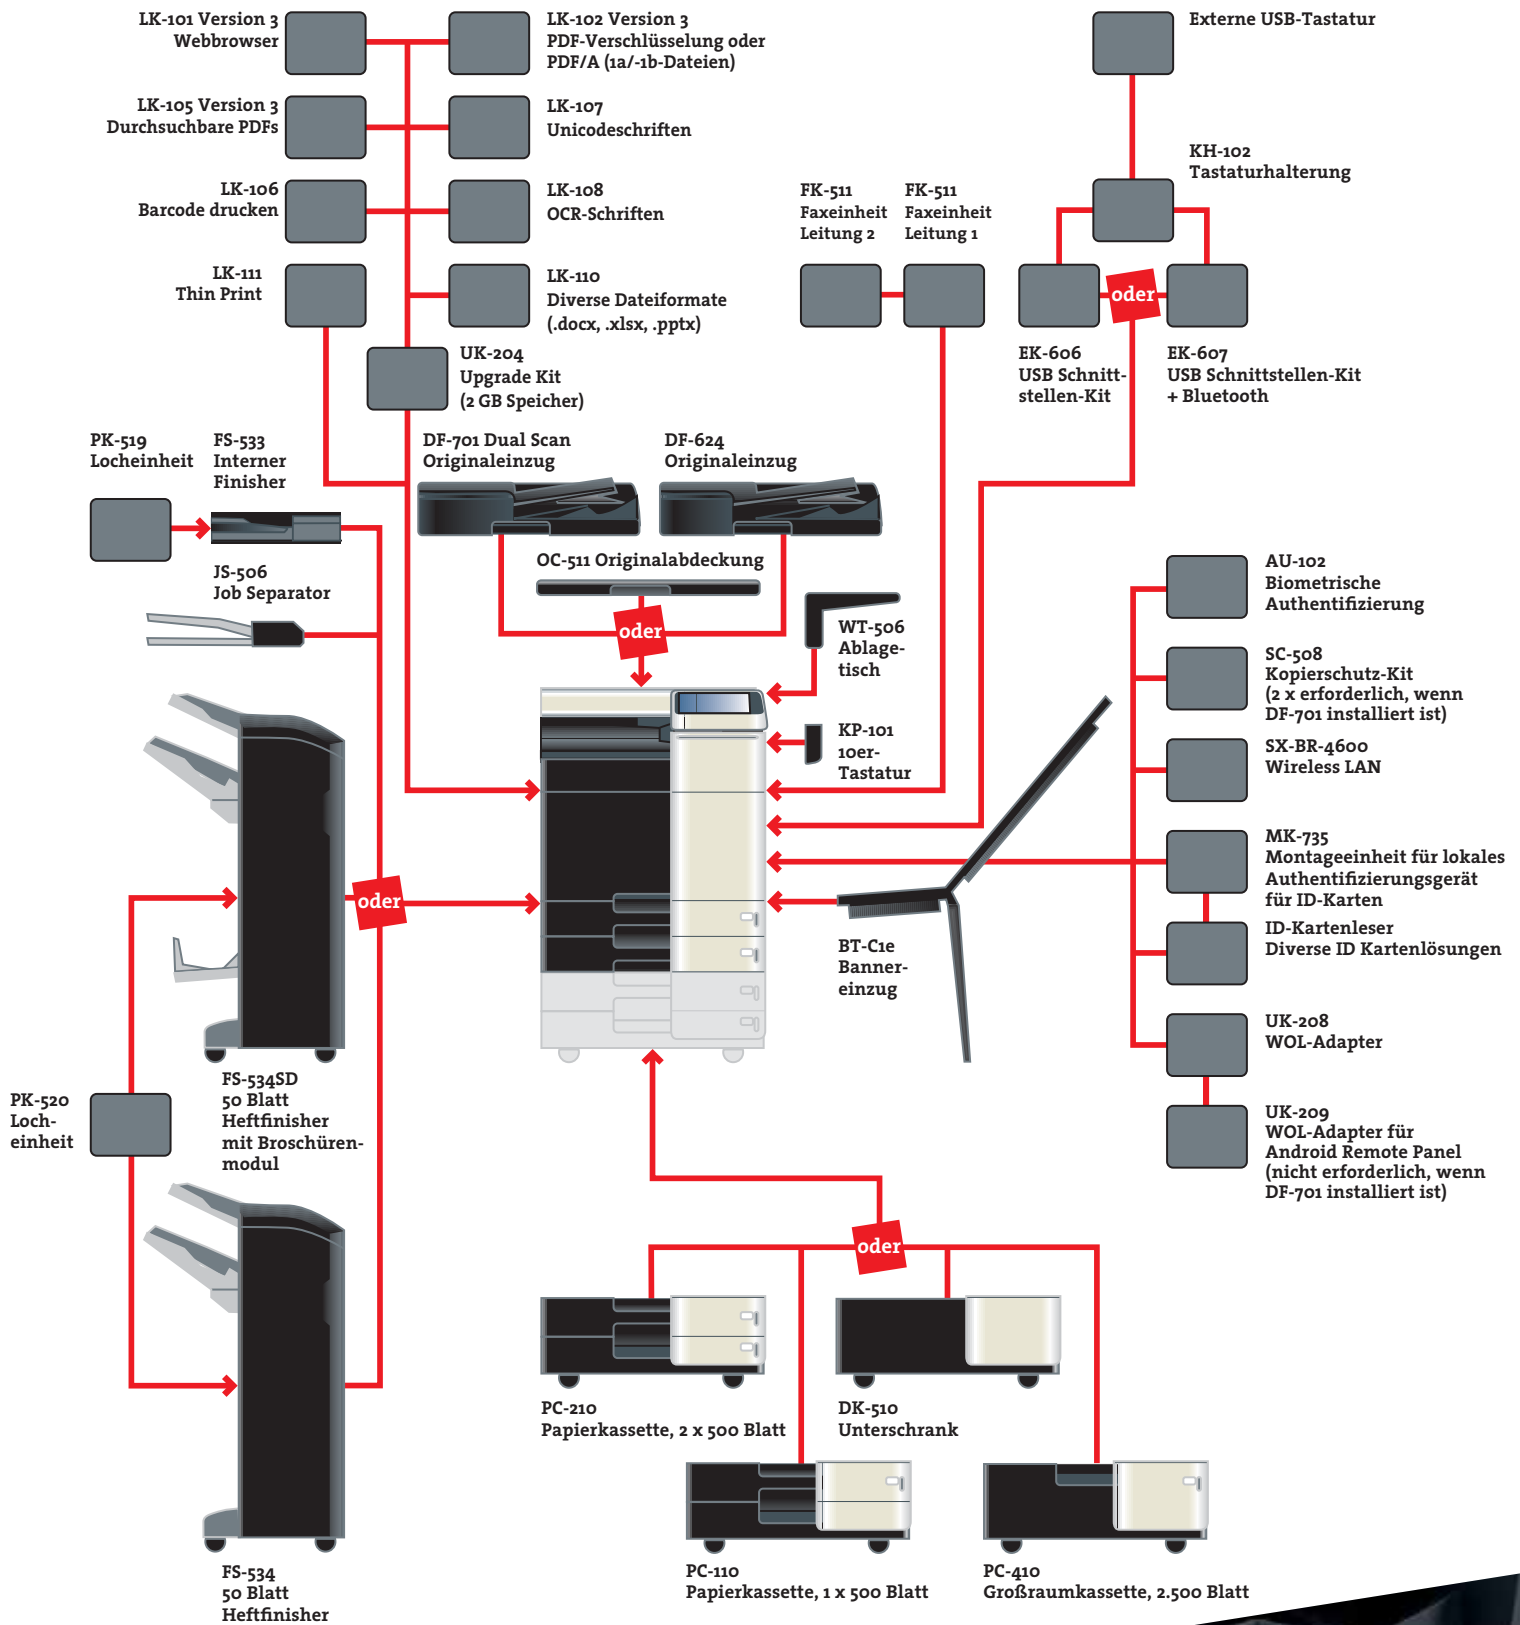 LK-101 Version 3
Webbrowser
LK-102 Version 3
PDF-Verschlüsselung oder
PDF/A (1a/-1b-Dateien)
Externe USB-Tastatur
LK-105 Version 3
Durchsuchbare PDFs
LK-107
Unicodeschriften
KH-102
Tastaturhalterung
LK-106
Barcode drucken
LK-108
OCR-Schriften
FK-511
Faxeinheit
Leitung 2
FK-511
Faxeinheit
Leitung 1
LK-111
Thin Print
LK-110
Diverse Dateiformate
(.docx, .xlsx, .pptx)
oder
UK-204
Upgrade Kit
(2 GB Speicher)
EK-606
USB Schnitt-
stellen-Kit
EK-607
USB Schnittstellen-Kit
+ Bluetooth
PK-519
Locheinheit
FS-533
Interner
Finisher
DF-701 Dual Scan
Originaleinzug
DF-624
Originaleinzug
OC-511 Originalabdeckung
JS-506
Job Separator
oder
WT-506
Ablage-
tisch
KP-101
10er-
Tastatur
AU-102
Biometrische
Authentifizierung
SC-508
Kopierschutz-Kit
(2 x erforderlich, wenn
DF-701 installiert ist)
SX-BR-4600
Wireless LAN
MK-735
Montageeinheit für lokales
Authentifizierungsgerät
für ID-Karten
oder
BT-C1e
Banner-
einzug
ID-Kartenleser
Diverse ID Kartenlösungen
UK-208
WOL-Adapter
UK-209
WOL-Adapter für
Android Remote Panel
(nicht erforderlich, wenn
DF-701 installiert ist)
PK-520
Loch-
einheit
FS-534SD
50 Blatt
Heftfinisher
mit Broschüren-
modul
oder
PC-210
Papierkassette, 2 x 500 Blatt
DK-510
Unterschrank
PC-110
Papierkassette, 1 x 500 Blatt
PC-410
Großraumkassette, 2.500 Blatt
FS-534
50 Blatt
Heftfinisher